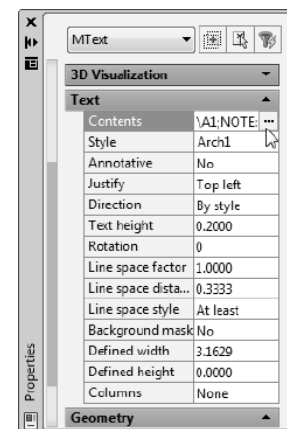 MText
3D Visualization
Text
Contents \A1;NOTE: ...
Style Arch1
Annotative No
Justify Top left
Direction By style
Text height 0.2000
Rotation 0
Line space factor 1.0000
Line space dista... 0.3333
Line space style At least
Background mask No
Defined width 3.1629
Defined height 0.0000
Columns None
Geometry
Properties